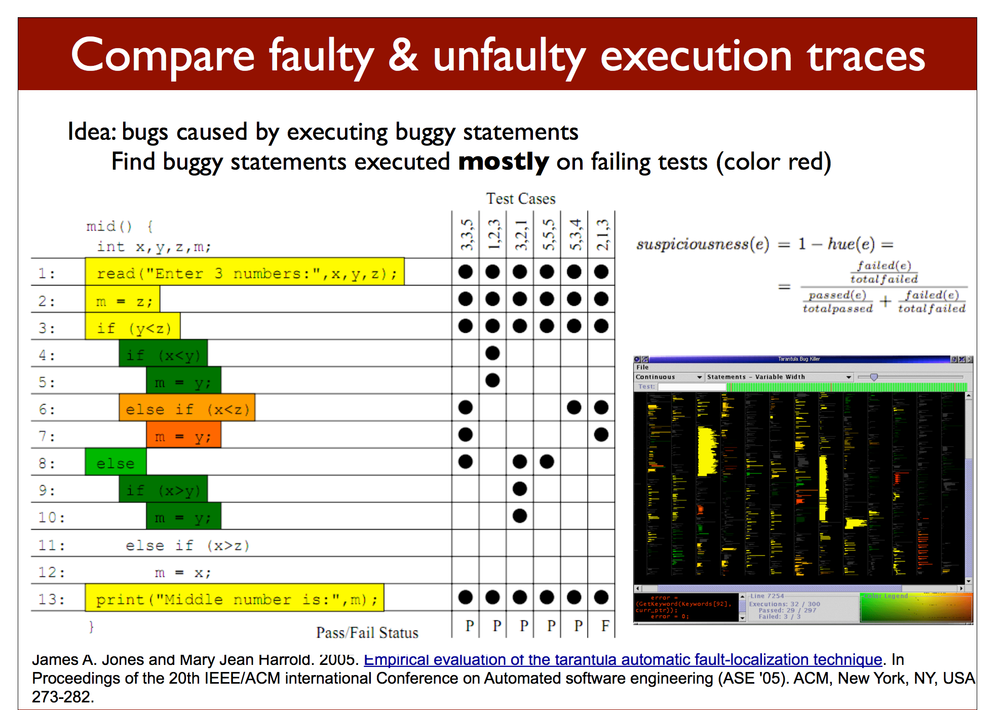 Compare faulty & unfaulty execution traces
Idea: bugs caused by executing buggy statements
Find buggy statements executed mostly on failing tests (color red)
Test Cases
3,3,5 1,2,3 3,2,1 5,5,5 5,3,4 2,1,3
mid() {
int x,y,z,m;
1: read("Enter 3 numbers:",x,y,z);
2: m = z;
3: if (y<z)
4: if (x<y)
5: m = y;
6: else if (x<z)
7: m = y;
8: else
9: if (x>y)
10: m = y;
11: else if (x>z)
12: m = x;
13: print("Middle number is:",m);
}
Pass/Fail Status P P P P P F
suspiciousness(e) = 1 − hue(e) =
= failed(e)
totalfailed
passed(e) + failed(e)
totalpassed totalfailed
Tarantula Bug Killer
File
Continuous Statements - Variable Width
Test:
error =
(GetKeyword(Keywords[92],
curr_ptr));
error = 0;
Line 7254
Executions: 32 / 300
Passed: 29 / 297
Failed: 3 / 3
Color Legend
James A. Jones and Mary Jean Harrold. 2005. Empirical evaluation of the tarantula automatic fault-localization technique. In
Proceedings of the 20th IEEE/ACM international Conference on Automated software engineering (ASE '05). ACM, New York, NY, USA
273-282.